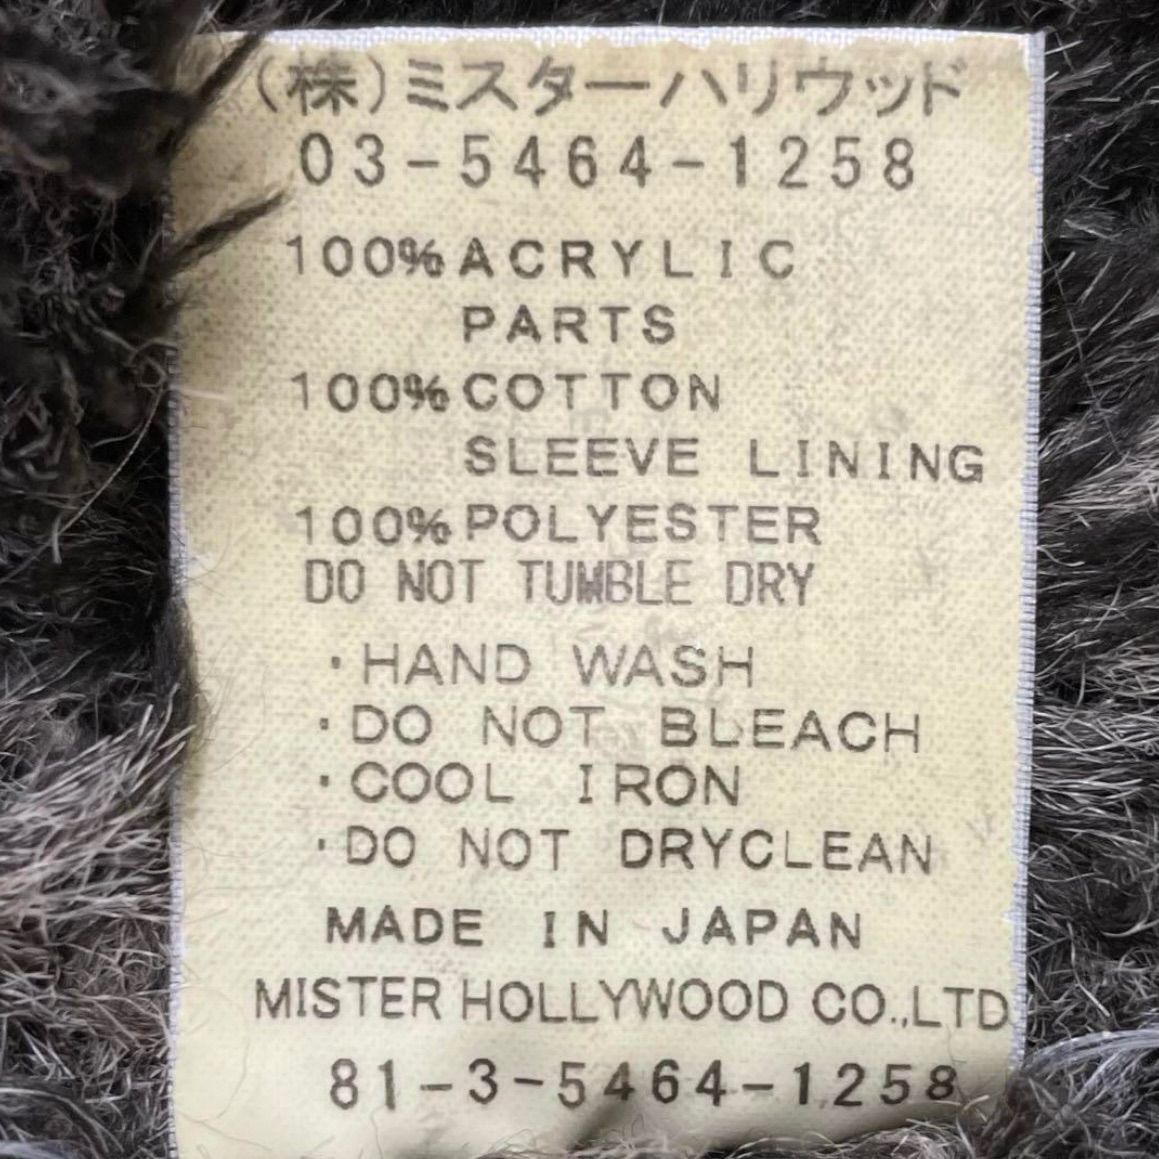 (株)ミスターハリウッド
03-5464-1258
100% ACRYLIC
PARTS
100% COTTON
SLEEVE LINING
100% POLYESTER
DO NOT TUMBLE DRY
・HAND WASH
・DO NOT BLEACH
・COOL IRON
・DO NOT DRYCLEAN
MADE IN JAPAN
MISTER HOLLYWOOD CO.,LTD
81-3-5464-1258